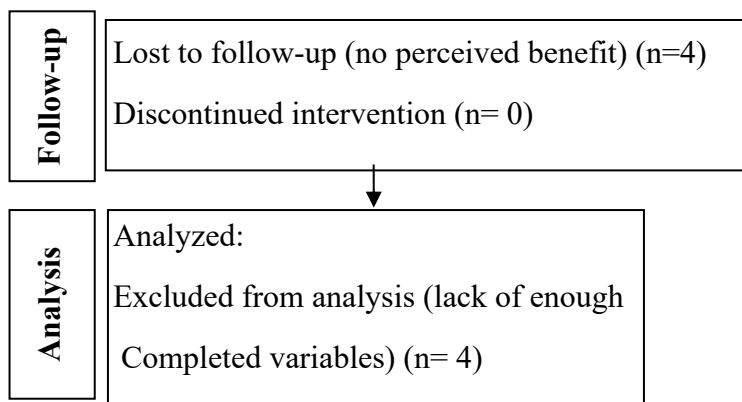 Follow-up
Lost to follow-up (no perceived benefit) (n=4)
Discontinued intervention (n= 0)
Analysis
Analyzed:
Excluded from analysis (lack of enough
Completed variables) (n= 4)